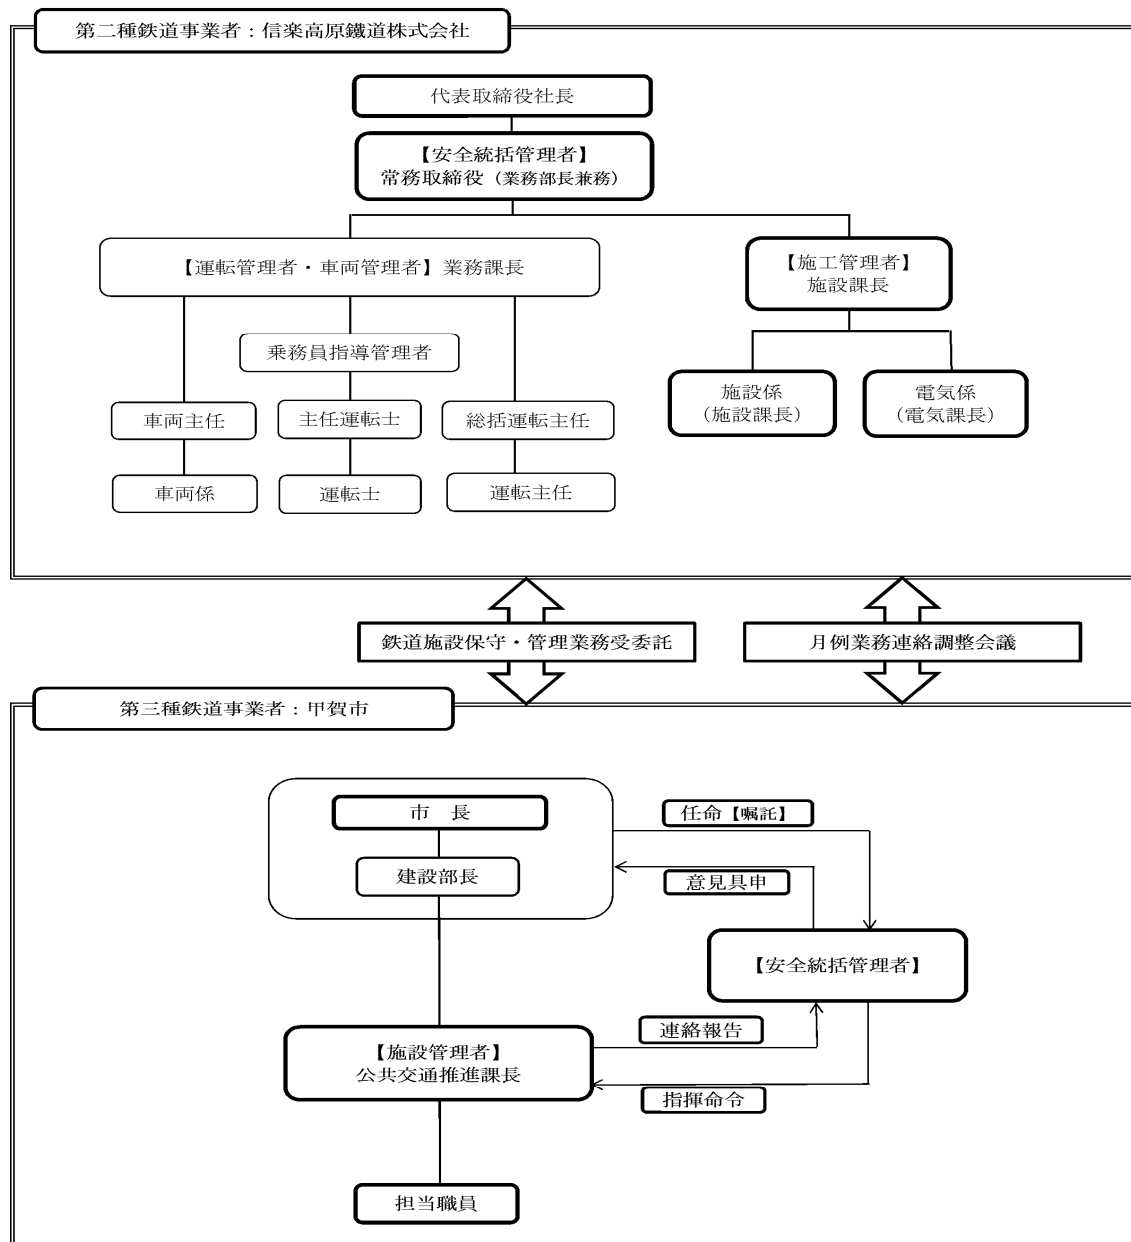 第二種鉄道事業者：信楽高原鐵道株式会社
代表取締役社長
【安全統括管理者】
常務取締役（業務部長兼務）
【運転管理者・車両管理者】業務課長
【施工管理者】
施設課長
乗務員指導管理者
施設係
（施設課長）
電気係
（電気課長）
車両主任
主任運転士
総括運転主任
車両係
運転士
運転主任
鉄道施設保守・管理業務受委託
月例業務連絡調整会議
第三種鉄道事業者：甲賀市
市　長
任命【嘱託】
建設部長
意見具申
【安全統括管理者】
連絡報告
【施設管理者】
公共交通推進課長
指揮命令
担当職員